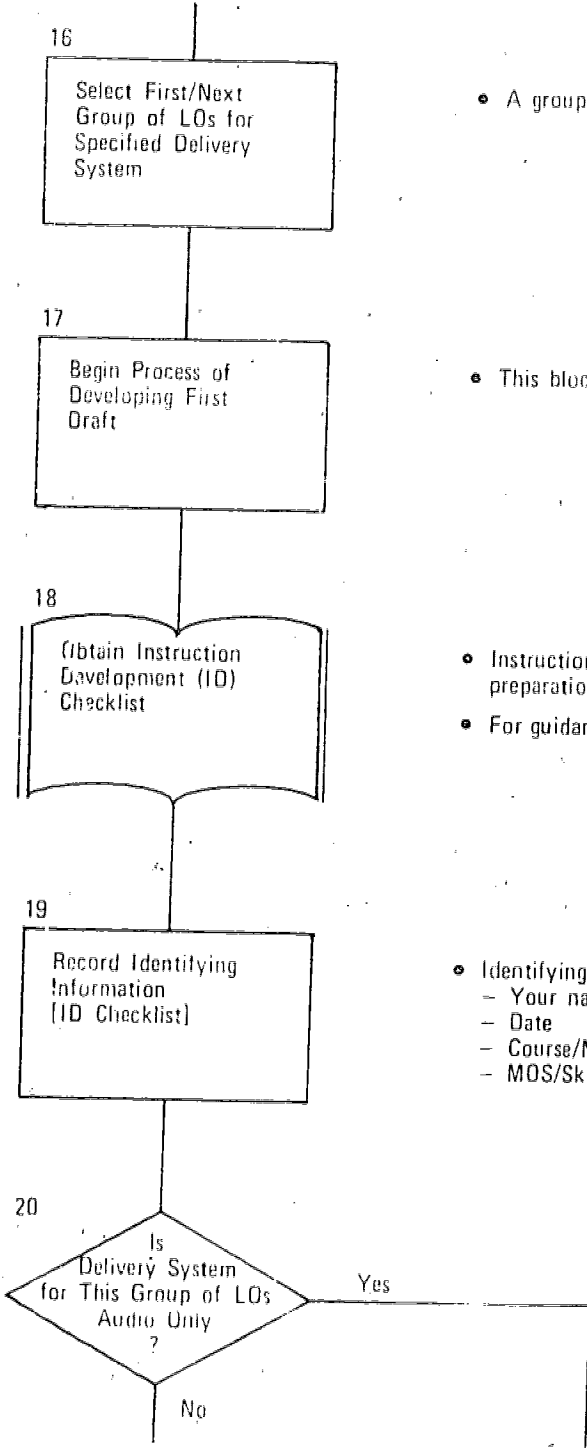 16
Select First/Next
Group of LOs for
Specified Delivery
System
• A group
17
Begin Process of
Developing First
Draft
• This bloc
18
Obtain Instruction
Development (ID)
Checklist
• Instruction
preparatio
• For guidan
19
Record Identifying
Information
[ID Checklist]
• Identifying
– Your na
– Date
– Course/M
– MOS/Sk
20
Is
Delivery System
for This Group of LOs
Audio Only
?
Yes
No